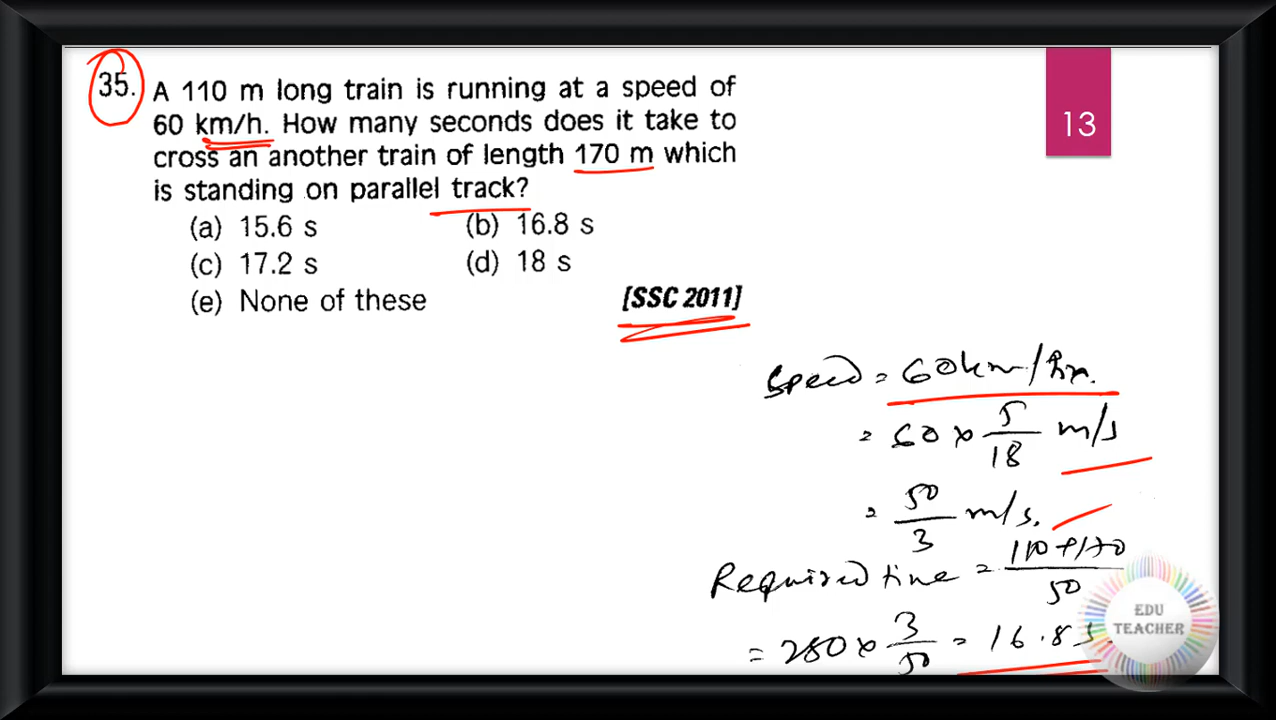 35. A 110 m long train is running at a speed of
60 km/h. How many seconds does it take to
cross an another train of length 170 m which
is standing on parallel track?
(a) 15.6 s (b) 16.8 s
(c) 17.2 s (d) 18 s
(e) None of these
[SSC 2011]
13
Speed = 60km/hr.
= 60 × 5/18 m/s
= 50/3 m/s.
Required time = 110+170/50
= 280 × 3/50 = 16.8 s
EDU
TEACHER